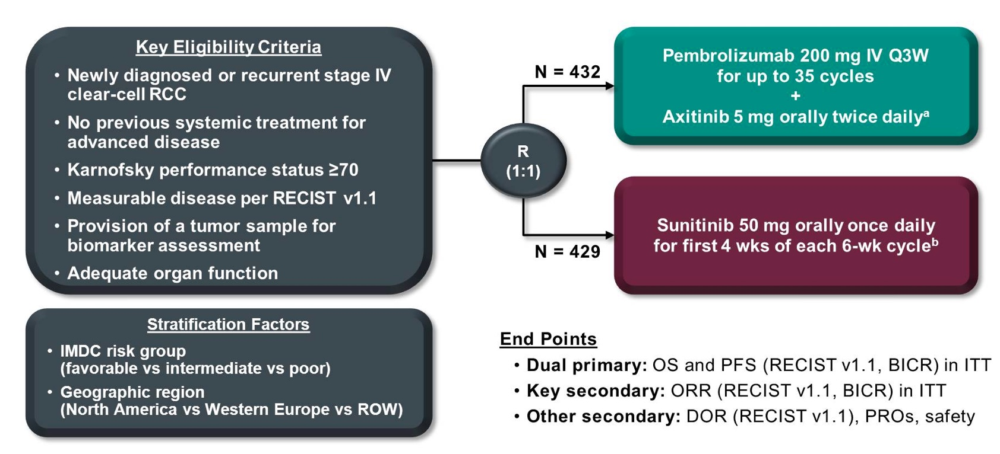 Key Eligibility Criteria
• Newly diagnosed or recurrent stage IV
clear-cell RCC
• No previous systemic treatment for
advanced disease
• Karnofsky performance status ≥70
• Measurable disease per RECIST v1.1
• Provision of a tumor sample for
biomarker assessment
• Adequate organ function
Stratification Factors
• IMDC risk group
(favorable vs intermediate vs poor)
• Geographic region
(North America vs Western Europe vs ROW)
R
(1:1)
N = 432
N = 429
Pembrolizumab 200 mg IV Q3W
for up to 35 cycles
+
Axitinib 5 mg orally twice dailyᵃ
Sunitinib 50 mg orally once daily
for first 4 wks of each 6-wk cycleᵇ
End Points
• Dual primary: OS and PFS (RECIST v1.1, BICR) in ITT
• Key secondary: ORR (RECIST v1.1, BICR) in ITT
• Other secondary: DOR (RECIST v1.1), PROs, safety